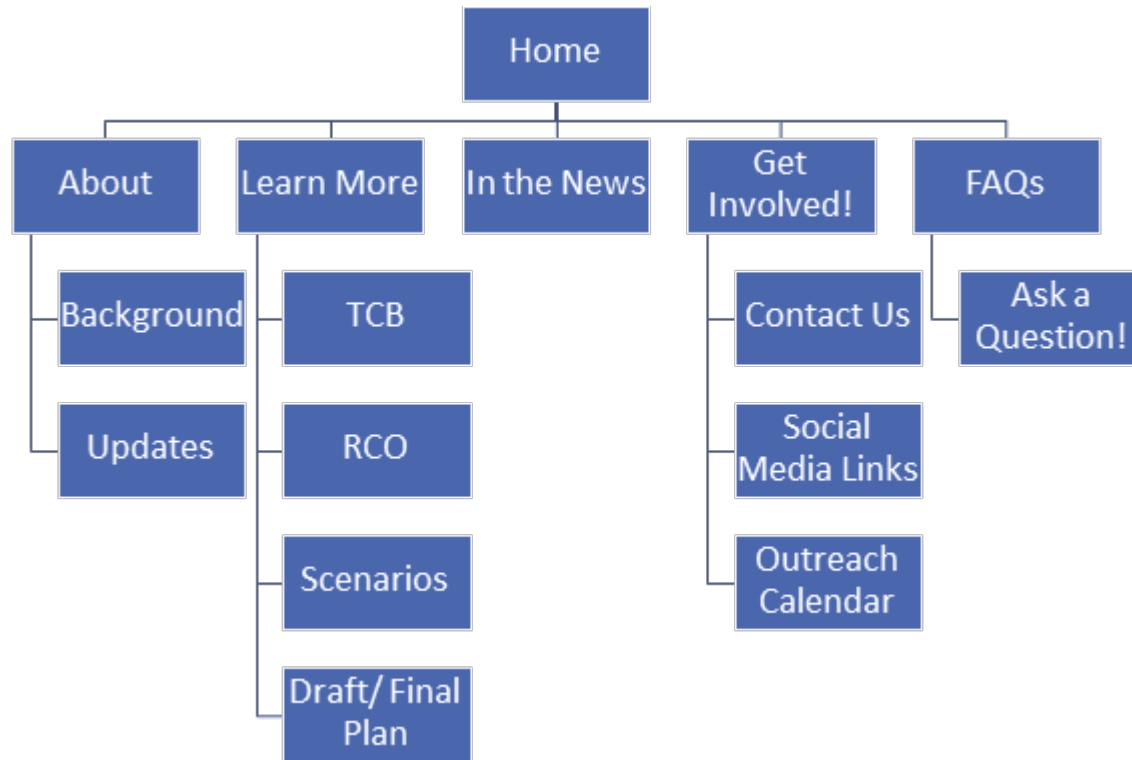 Home
About
Learn More
In the News
Get
Involved!
FAQs
Background
Updates
TCB
RCO
Scenarios
Draft/ Final
Plan
Contact Us
Social
Media Links
Outreach
Calendar
Ask a
Question!